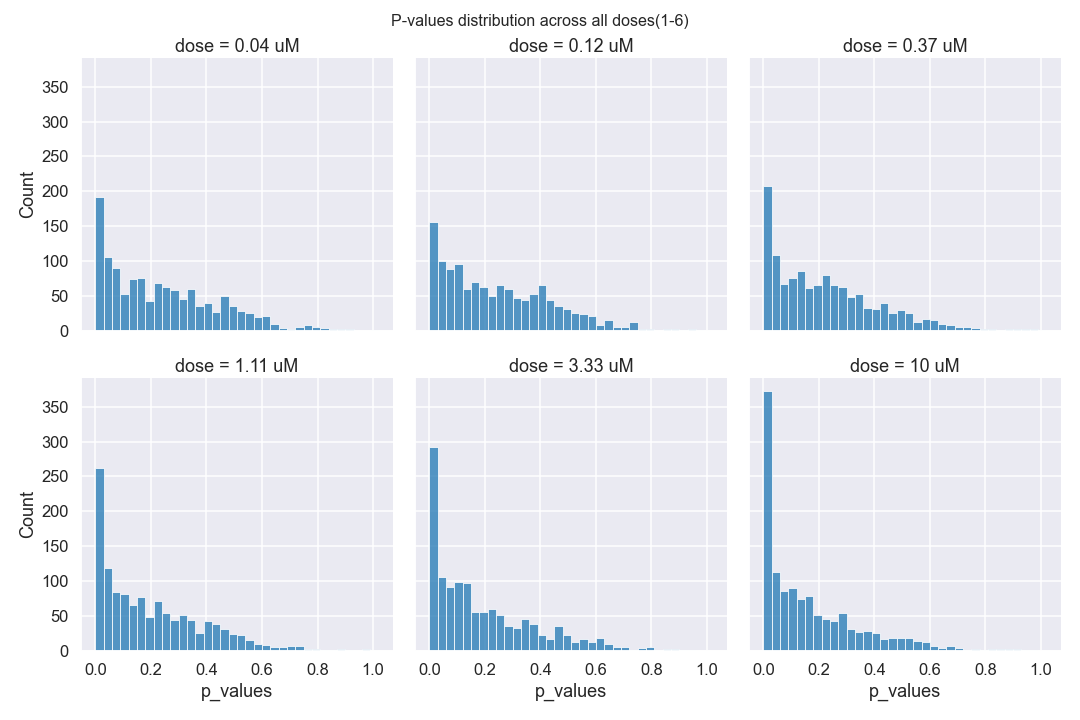 P-values distribution across all doses(1-6)
dose = 0.04 uM
dose = 0.12 uM
dose = 0.37 uM
350
300
250
200
150
100
50
0
Count
dose = 1.11 uM
dose = 3.33 uM
dose = 10 uM
350
300
250
200
150
100
50
0
Count
0.0 0.2 0.4 0.6 0.8 1.0
0.0 0.2 0.4 0.6 0.8 1.0
0.0 0.2 0.4 0.6 0.8 1.0
p_values
p_values
p_values